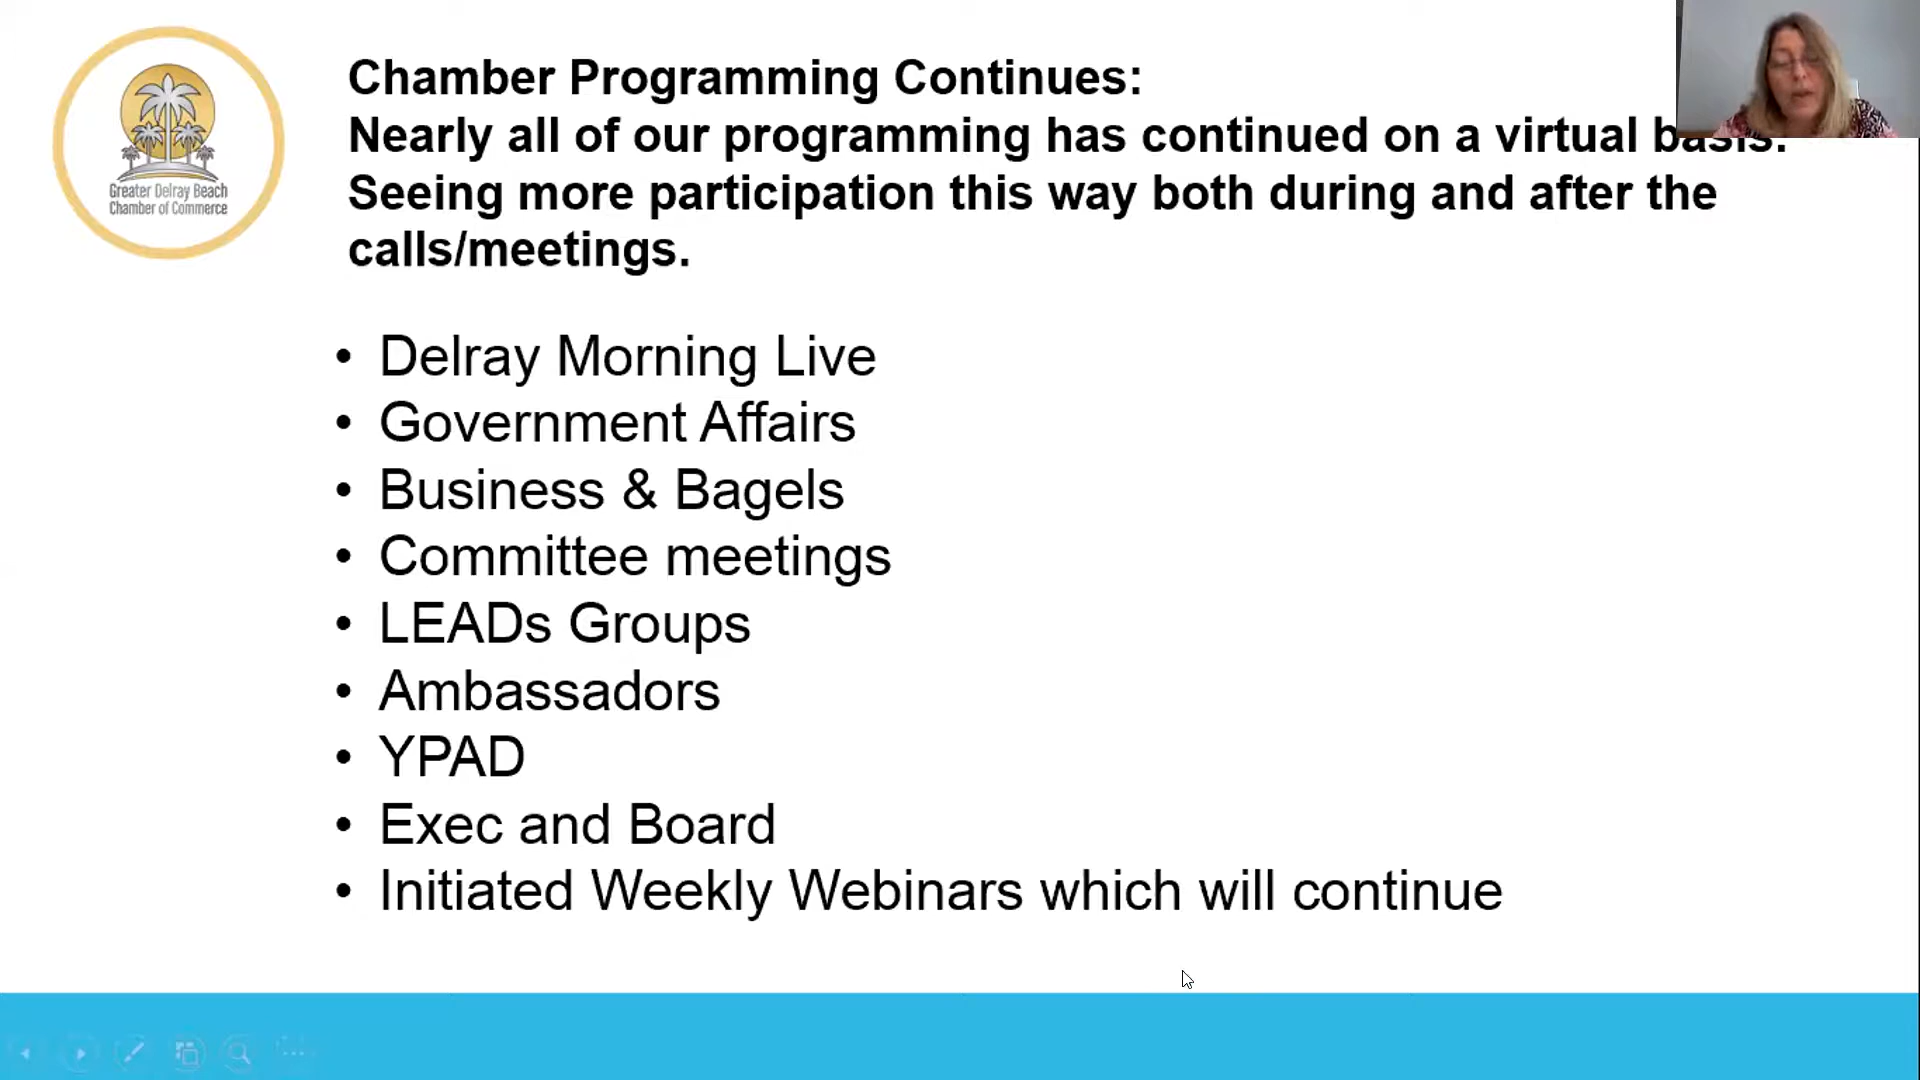 Greater Delray Beach
Chamber of Commerce
Chamber Programming Continues:
Nearly all of our programming has continued on a virtual basis.
Seeing more participation this way both during and after the
calls/meetings.
• Delray Morning Live
• Government Affairs
• Business & Bagels
• Committee meetings
• LEADs Groups
• Ambassadors
• YPAD
• Exec and Board
• Initiated Weekly Webinars which will continue